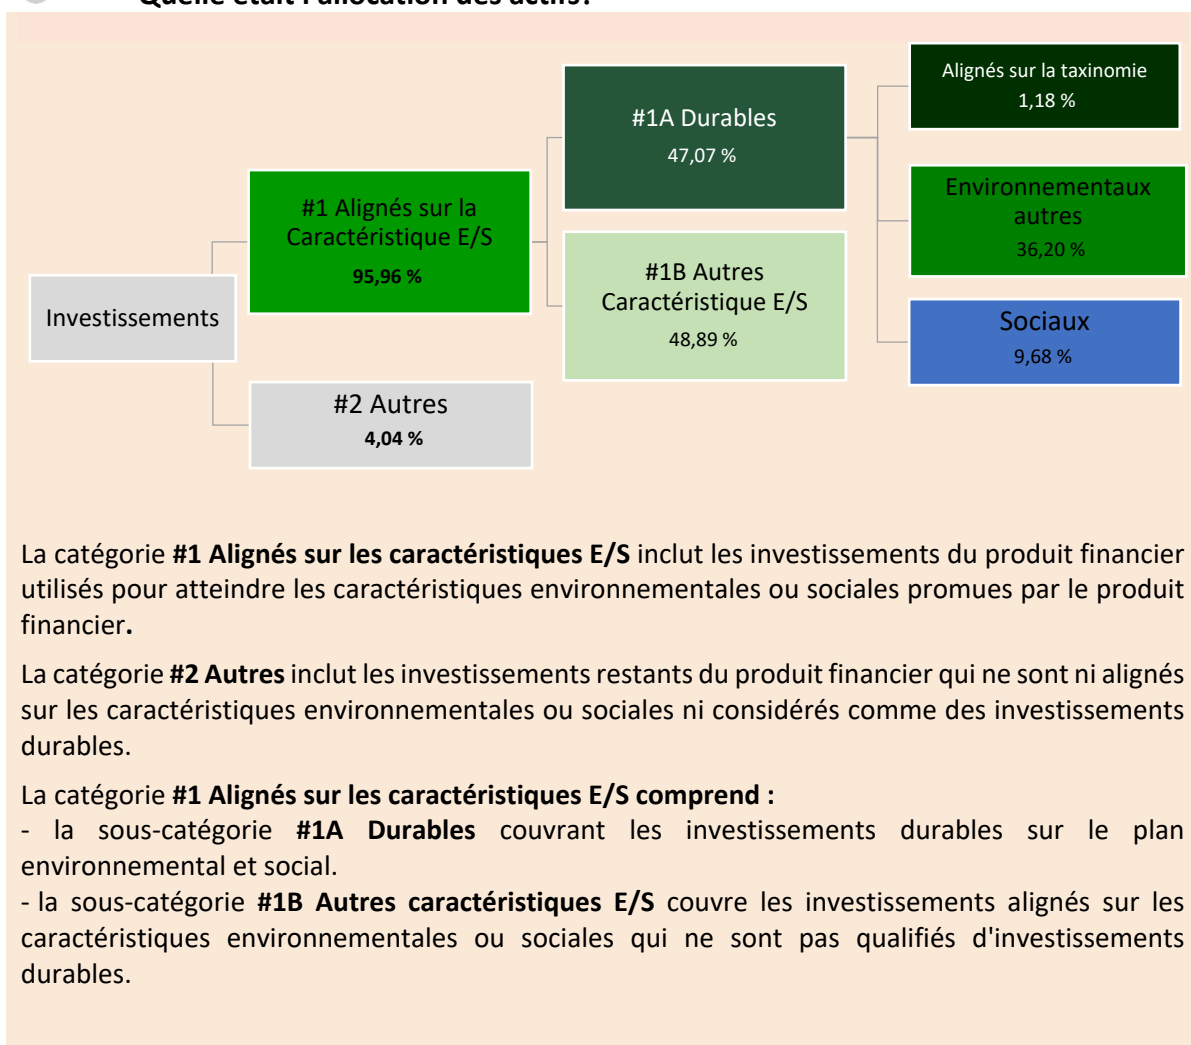 Quelle était l'allocation des actifs?
Alignés sur la taxinomie
1,18 %
#1A Durables
47,07 %
Environnementaux
autres
36,20 %
#1 Alignés sur la
Caractéristique E/S
95,96 %
#1B Autres
Caractéristique E/S
48,89 %
Investissements
Sociaux
9,68 %
#2 Autres
4,04 %
La catégorie #1 Alignés sur les caractéristiques E/S inclut les investissements du produit financier
utilisés pour atteindre les caractéristiques environnementales ou sociales promues par le produit
financier.
La catégorie #2 Autres inclut les investissements restants du produit financier qui ne sont ni alignés
sur les caractéristiques environnementales ou sociales ni considérés comme des investissements
durables.
La catégorie #1 Alignés sur les caractéristiques E/S comprend :
- la sous-catégorie #1A Durables couvrant les investissements durables sur le plan
environnemental et social.
- la sous-catégorie #1B Autres caractéristiques E/S couvre les investissements alignés sur les
caractéristiques environnementales ou sociales qui ne sont pas qualifiés d'investissements
durables.